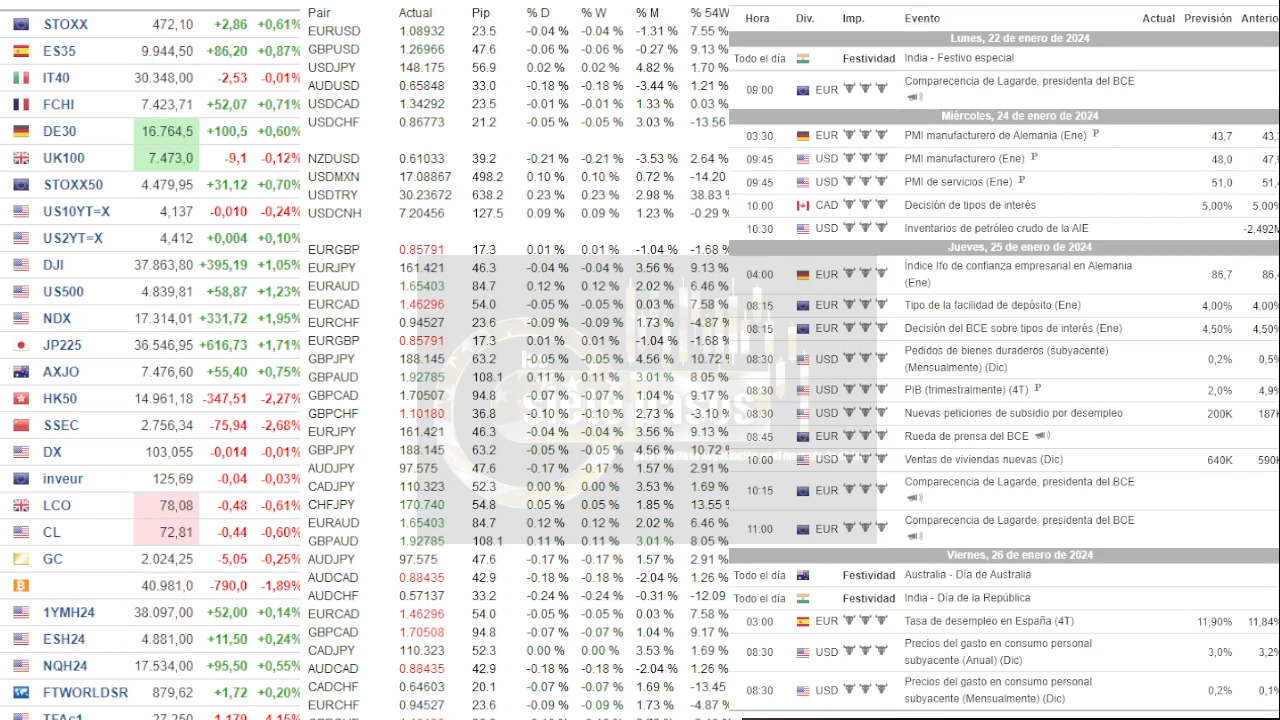 STOXX 472,10 +2,86 +0,61%
ES35 9.944,50 +86,20 +0,87%
IT40 30.348,00 -2,53 -0,01%
FCHI 7.423,71 +52,07 +0,71%
DE30 16.764,5 +100,5 +0,60%
UK100 7.473,0 -9,1 -0,12%
STOXX50 4.479,95 +31,12 +0,70%
US10YT=X 4,137 -0,010 -0,24%
US2YT=X 4,412 +0,004 +0,10%
DJI 37.863,80 +395,19 +1,05%
US500 4.839,81 +58,87 +1,23%
NDX 17.314,01 +331,72 +1,95%
JP225 36.546,95 +616,73 +1,71%
AXJO 7.476,60 +55,40 +0,75%
HK50 14.961,18 -347,51 -2,27%
SSEC 2.756,34 -75,94 -2,68%
DX 103,055 -0,014 -0,01%
inveur 125,69 -0,04 -0,03%
LCO 78,08 -0,48 -0,61%
CL 72,81 -0,44 -0,60%
GC 2.024,25 -5,05 -0,25%
40.981,0 -790,0 -1,89%
1YMH24 38.097,00 +52,00 +0,14%
ESH24 4.881,00 +11,50 +0,24%
NQH24 17.534,00 +95,50 +0,55%
FTWORLDSR 379,62 +1,72 +0,20%
Pair Actual Pip % D % W % M % 54W
EURUSD 1.08932 23.5 -0.04 % -0.04 % -1.31 % 7.55 %
GBPUSD 1.26966 47.6 -0.06 % -0.06 % -0.27 % 9.13 %
USDJPY 148.175 56.9 0.02 % 0.02 % 4.82 % 1.70 %
AUDUSD 0.65848 33.0 -0.18 % -0.18 % -3.44 % 1.21 %
USDCAD 1.34292 23.5 -0.01 % -0.01 % 1.33 % 0.03 %
USDCHF 0.86773 21.2 -0.05 % -0.05 % 3.03 % -13.56
NZDUSD 0.61033 39.2 -0.21 % -0.21 % -3.53 % 2.64 %
USDMXN 17.08867 498.2 0.10 % 0.10 % 0.72 % -14.20
USDTRY 30.23672 638.2 0.23 % 0.23 % 2.98 % 38.83 %
USDCNH 7.20456 127.5 0.09 % 0.09 % 1.23 % -0.29 %
EURGBP 0.85791 17.3 0.01 % 0.01 % -1.04 % -1.68 %
EURJPY 161.421 46.3 -0.04 % -0.04 % 3.56 % 9.13 %
EURAUD 1.65403 84.7 0.12 % 0.12 % 2.02 % 6.46 %
EURCAD 1.46296 54.0 -0.05 % -0.05 % 0.03 % 7.58 %
EURCHF 0.94527 23.6 -0.09 % -0.09 % 1.73 % -4.87 %
EURGBP 0.85791 17.3 0.01 % 0.01 % -1.04 % -1.68 %
GBPJPY 188.145 63.2 -0.05 % -0.05 % 4.56 % 10.72 %
GBPAUD 1.92785 108.1 0.11 % 0.11 % 3.01 % 8.05 %
GBPCAD 1.70507 94.8 -0.07 % -0.07 % 1.04 % 9.17 %
GBPCHF 1.10180 36.8 -0.10 % -0.10 % 2.73 % -3.10 %
EURJPY 161.421 46.3 -0.04 % -0.04 % 3.56 % 9.13 %
GBPJPY 188.145 63.2 -0.05 % -0.05 % 4.56 % 10.72 %
AUDJPY 97.575 47.6 -0.17 % -0.17 % 1.57 % 2.91 %
CADJPY 110.323 52.3 0.00 % 0.00 % 3.53 % 1.69 %
CHFJPY 170.740 54.8 0.05 % 0.05 % 1.85 % 13.55 %
EURAUD 1.65403 84.7 0.12 % 0.12 % 2.02 % 6.46 %
GBPAUD 1.92785 108.1 0.11 % 0.11 % 3.01 % 8.05 %
AUDJPY 97.575 47.6 -0.17 % -0.17 % 1.57 % 2.91 %
AUDCAD 0.88435 42.9 -0.18 % -0.18 % -2.04 % 1.26 %
AUDCHF 0.57137 33.2 -0.24 % -0.24 % -0.31 % -12.09
EURCAD 1.46296 54.0 -0.05 % -0.05 % 0.03 % 7.58 %
GBPCAD 1.70508 94.8 -0.07 % -0.07 % 1.04 % 9.17 %
CADJPY 110.323 52.3 0.00 % 0.00 % 3.53 % 1.69 %
AUDCAD 0.88435 42.9 -0.18 % -0.18 % -2.04 % 1.26 %
CADCHF 0.64603 20.1 -0.07 % -0.07 % 1.69 % -13.45
EURCHF 0.94527 23.6 -0.09 % -0.09 % 1.73 % -4.87 %
Hora Div. Imp. Evento Actual Previsión Anterio
Lunes, 22 de enero de 2024
Todo el día Festividad India - Festivo especial
09:00 EUR Comparecencia de Lagarde, presidenta del BCE
Miércoles, 24 de enero de 2024
03:30 EUR PMI manufacturero de Alemania (Ene) P 43,7 43,
09:45 USD PMI manufacturero (Ene) P 48,0 47,
09:45 USD PMI de servicios (Ene) P 51,0 51,4
10:00 CAD Decisión de tipos de interés 5,00% 5,00%
10:30 USD Inventarios de petróleo crudo de la AIE -2,492M
Jueves, 25 de enero de 2024
04:00 EUR Índice Ifo de confianza empresarial en Alemania
(Ene) 86,7 86,
08:15 EUR Tipo de la facilidad de depósito (Ene) 4,00% 4,00%
08:15 EUR Decisión del BCE sobre tipos de interés (Ene) 4,50% 4,50%
08:30 USD Pedidos de bienes duraderos (subyacente)
(Mensualmente) (Dic) 0,2% 0,5%
08:30 USD PIB (trimestralmente) (4T) P 2,0% 4,9%
08:30 USD Nuevas peticiones de subsidio por desempleo 200K 187K
08:45 EUR Rueda de prensa del BCE
10:00 USD Ventas de viviendas nuevas (Dic) 640K 590K
10:15 EUR Comparecencia de Lagarde, presidenta del BCE
11:00 EUR Comparecencia de Lagarde, presidenta del BCE
Viernes, 26 de enero de 2024
Todo el día Festividad Australia - Día de Australia
Todo el día Festividad India - Día de la República
03:00 EUR Tasa de desempleo en España (4T) 11,90% 11,84%
08:30 USD Precios del gasto en consumo personal
subyacente (Anual) (Dic) 3,0% 3,2%
08:30 USD Precios del gasto en consumo personal
subyacente (Mensualmente) (Dic) 0,2% 0,1%